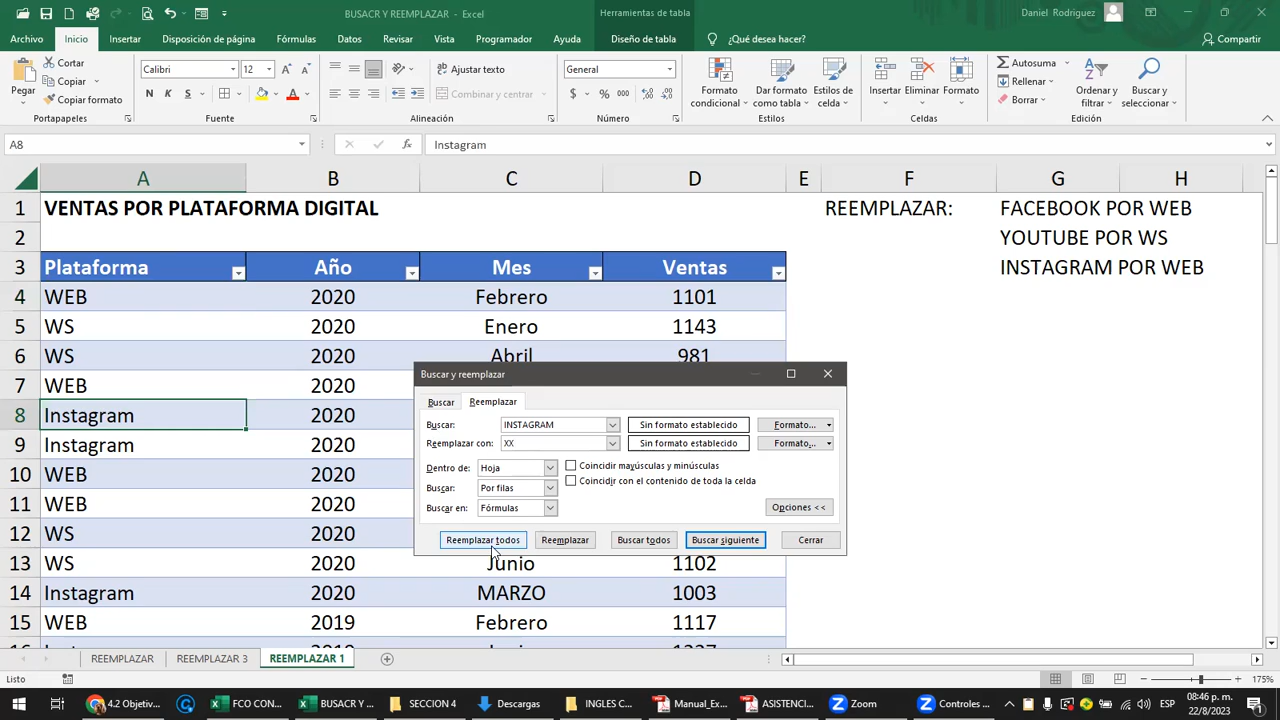 BUSACR Y REEMPLAZAR - Excel
Herramientas de tabla
Daniel Rodriguez
Archivo
Inicio
Insertar
Disposición de página
Fórmulas
Datos
Revisar
Vista
Programador
Ayuda
Diseño de tabla
¿Qué desea hacer?
Compartir
Pegar
Cortar
Copiar
Copiar formato
Portapapeles
Calibri
12
N K S
Fuente
Ajustar texto
Combinar y centrar
Alineación
General
$ % 000
Número
Formato condicional
Dar formato como tabla
Estilos de celda
Estilos
Insertar
Eliminar
Formato
Celdas
Autosuma
Rellenar
Borrar
Ordenar y filtrar
Buscar y seleccionar
Edición
A8
fx
Instagram
A B C D E F G H
1 VENTAS POR PLATAFORMA DIGITAL REEMPLAZAR: FACEBOOK POR WEB
2 YOUTUBE POR WS
3 Plataforma Año Mes Ventas INSTAGRAM POR WEB
4 WEB 2020 Febrero 1101
5 WS 2020 Enero 1143
6 WS 2020 Abril 981
7 WEB 2020
8 Instagram 2020
9 Instagram 2020
10 WEB 2020
11 WEB 2020
12 WS 2020
13 WS 2020 Junio 1102
14 Instagram 2020 MARZO 1003
15 WEB 2019 Febrero 1117
Buscar y reemplazar
Buscar
Reemplazar
Buscar: INSTAGRAM Sin formato establecido Formato...
Reemplazar con: XX Sin formato establecido Formato...
Dentro de: Hoja Coincidir mayúsculas y minúsculas
Buscar: Por filas Coincidir con el contenido de toda la celda
Buscar en: Fórmulas Opciones <<
Reemplazar todos
Reemplazar
Buscar todos
Buscar siguiente
Cerrar
REEMPLAZAR
REEMPLAZAR 3
REEMPLAZAR 1
Listo
175%
4.2 Objetiv...
FCO CON...
BUSACR Y...
SECCION 4
Descargas
INGLES C...
Manual_Ex...
ASISTENCI...
Zoom
Controles ...
ESP
08:46 p. m.
22/8/2023